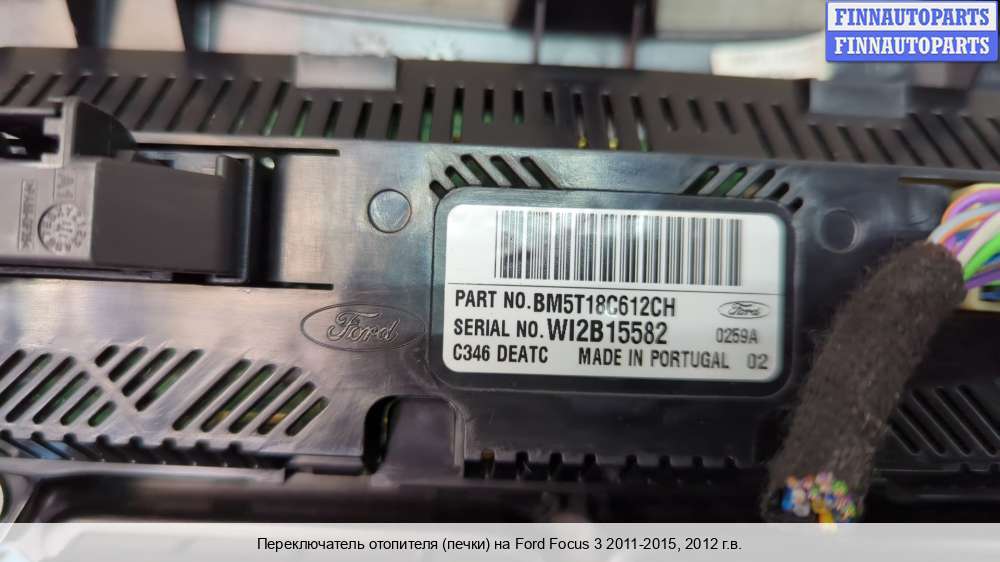 FINNAUTOPARTS
FINNAUTOPARTS
PART NO. BM5T18C612CH
Ford
SERIAL NO. WI2B15582
0259A
C346 DEATC MADE IN PORTUGAL 02
Ford
Переключатель отопителя (печки) на Ford Focus 3 2011-2015, 2012 г.в.